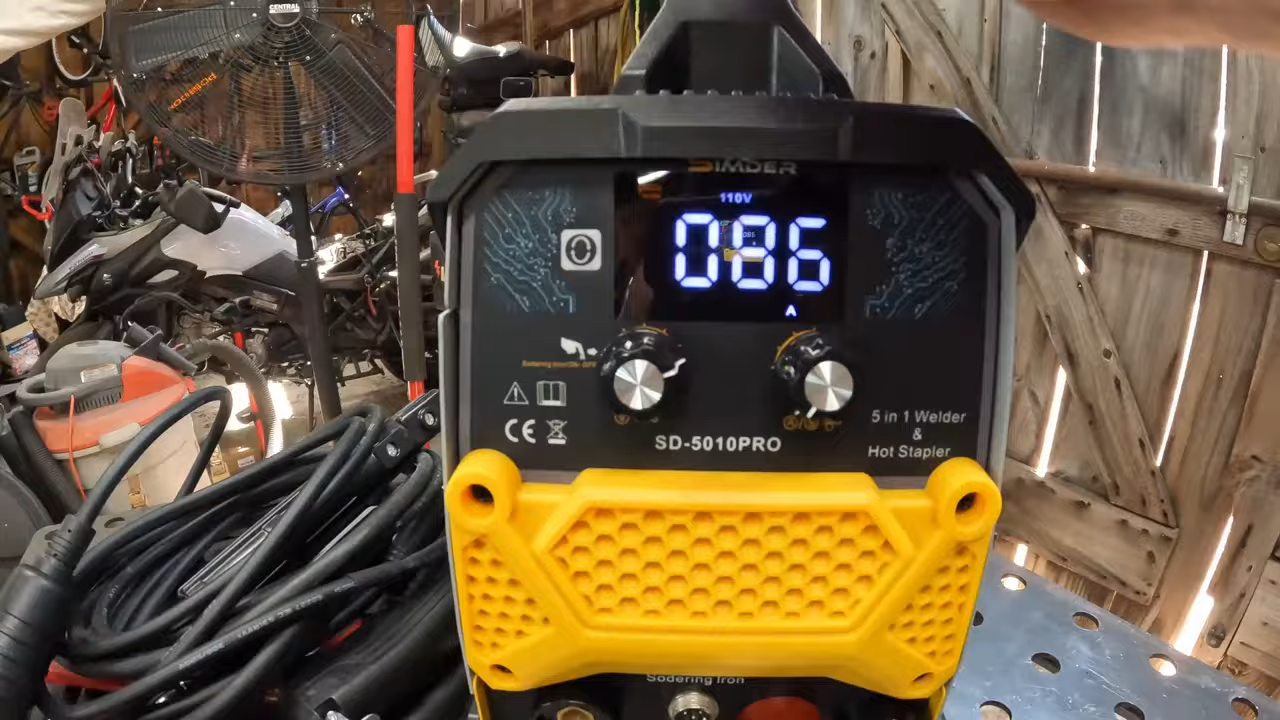 CENTRAL
SIMDER
110V
086
A
SD-5010PRO
5 in 1 Welder
&
Hot Stapler
CE
Sodering Iron